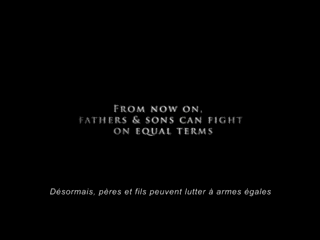 From now on,
fathers & sons can fight
on equal terms
Désormais, pères et fils peuvent lutter à armes égales